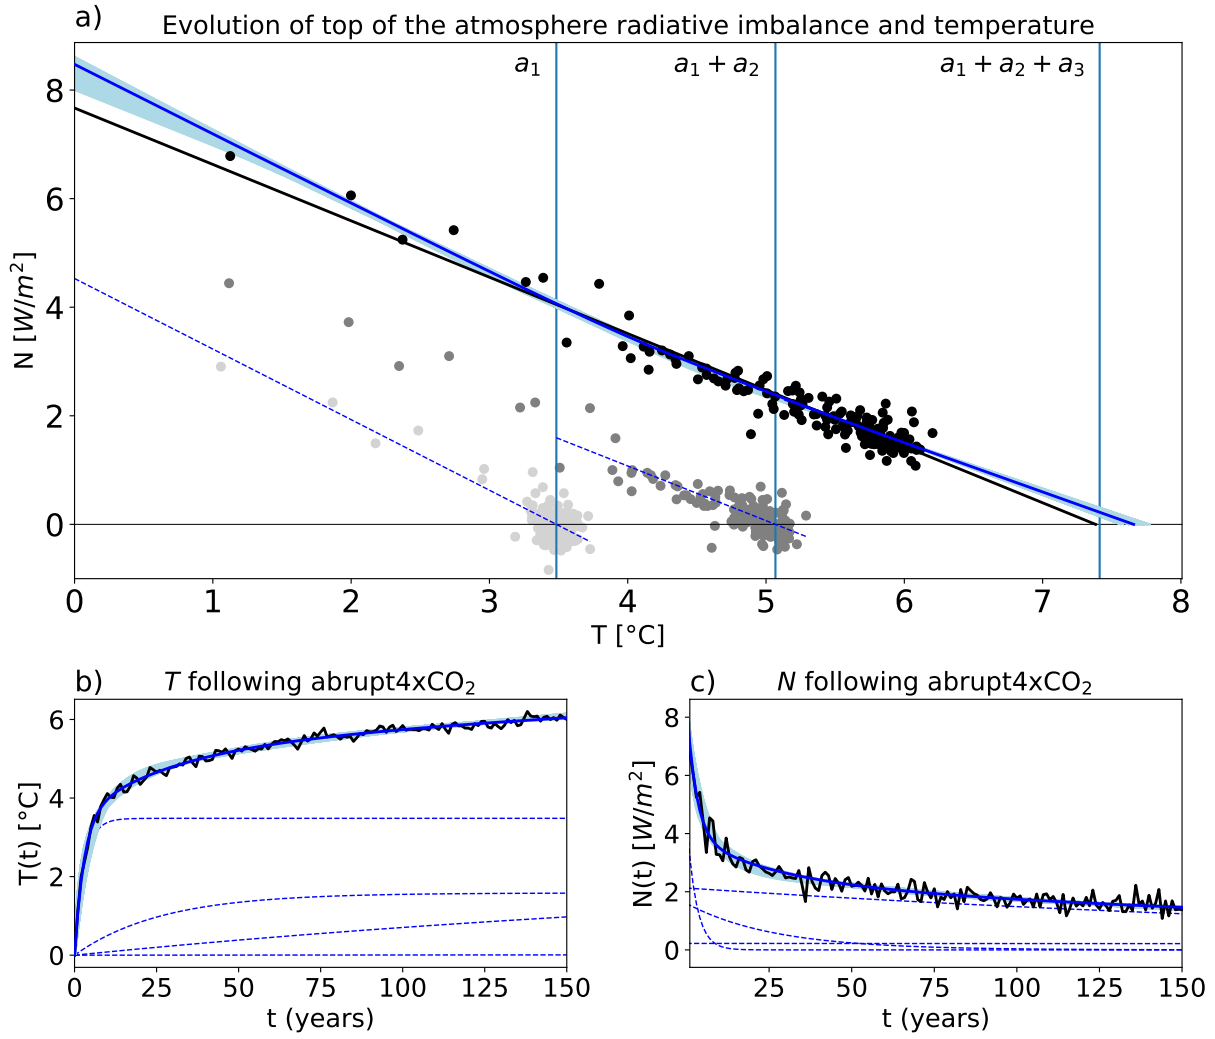 a)
Evolution of top of the atmosphere radiative imbalance and temperature
a₁
a₁ + a₂
a₁ + a₂ + a₃
N [W/m²]
8
6
4
2
0
0 1 2 3 4 5 6 7 8
T [°C]
b)
T following abrupt4xCO₂
T(t) [°C]
6
4
2
0
0 25 50 75 100 125 150
t (years)
c)
N following abrupt4xCO₂
N(t) [W/m²]
8
6
4
2
0
25 50 75 100 125 150
t (years)